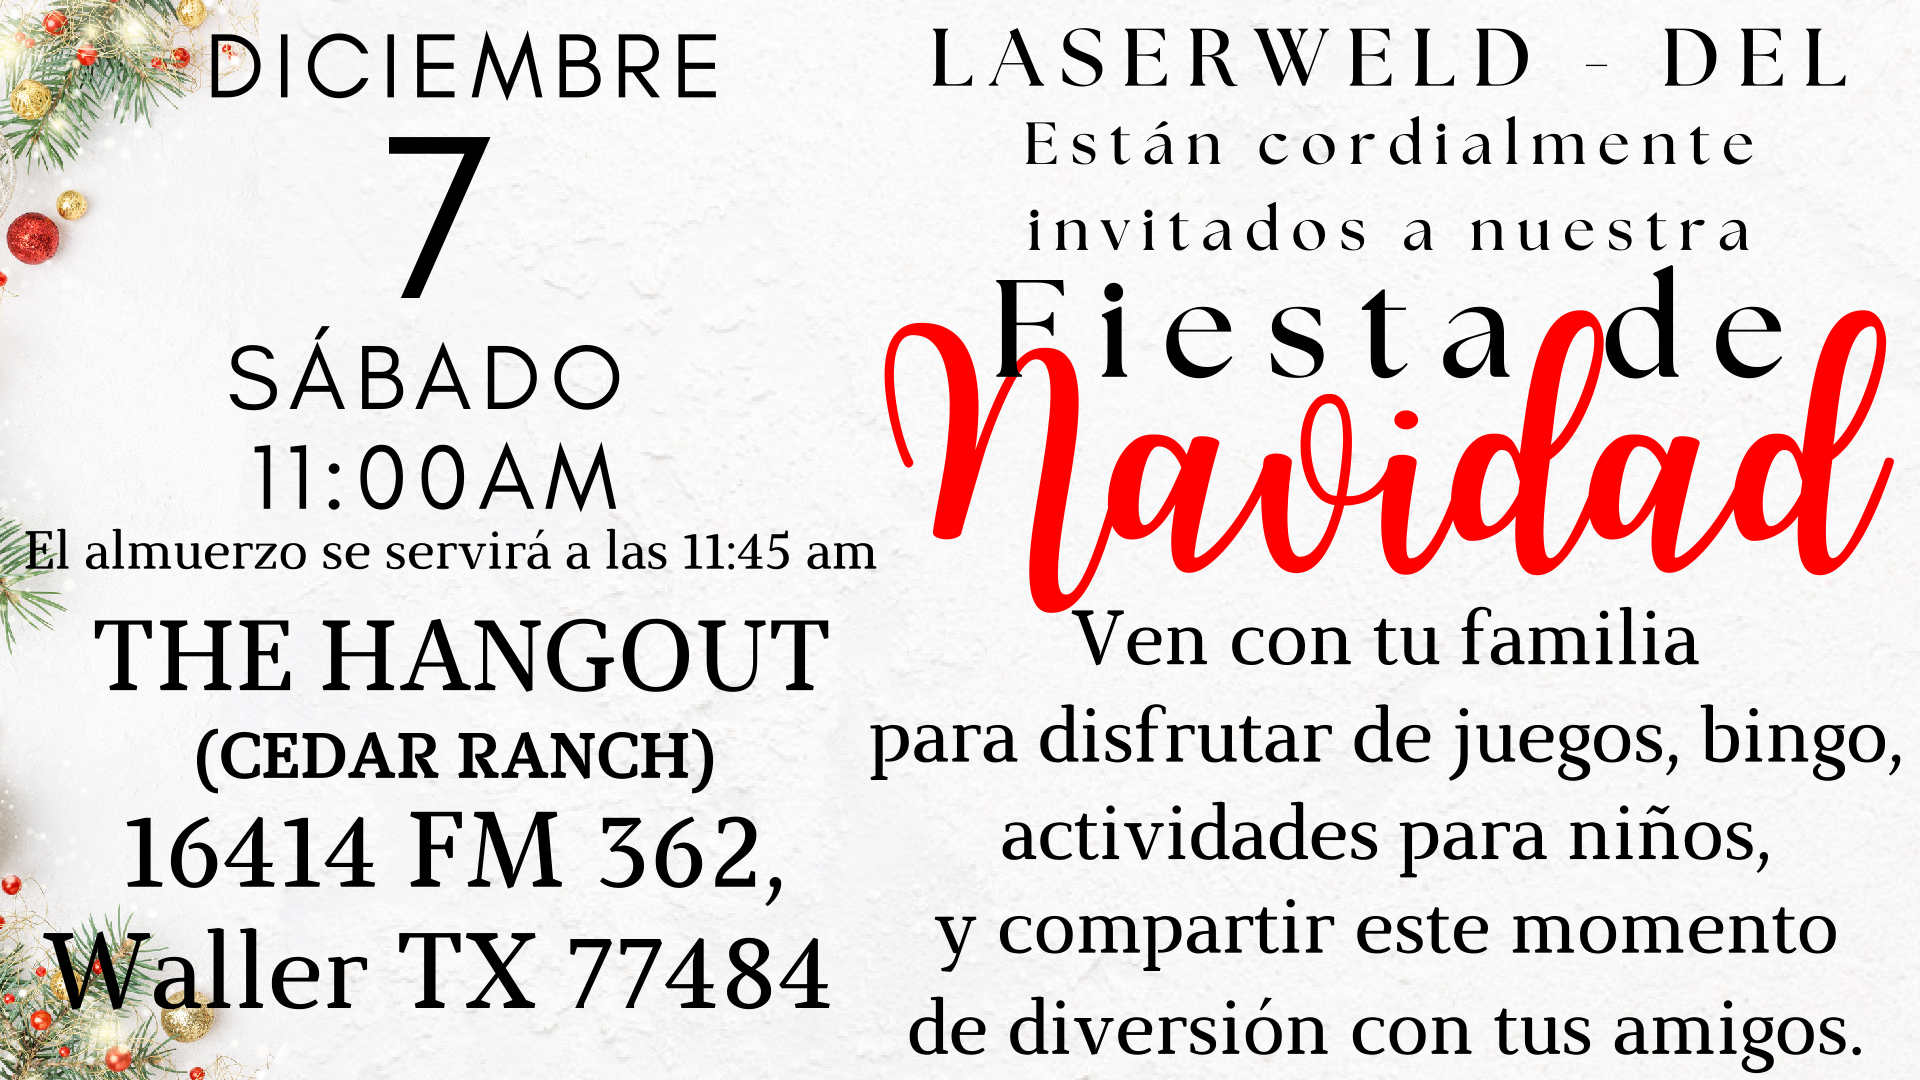 DICIEMBRE
7
SÁBADO
11:00AM
El almuerzo se servirá a las 11:45 am
THE HANGOUT
(CEDAR RANCH)
16414 FM 362,
Waller TX 77484
LASERWELD - DEL
Están cordialmente
invitados a nuestra
Fiesta de
Navidad
Ven con tu familia
para disfrutar de juegos, bingo,
actividades para niños,
y compartir este momento
de diversión con tus amigos.